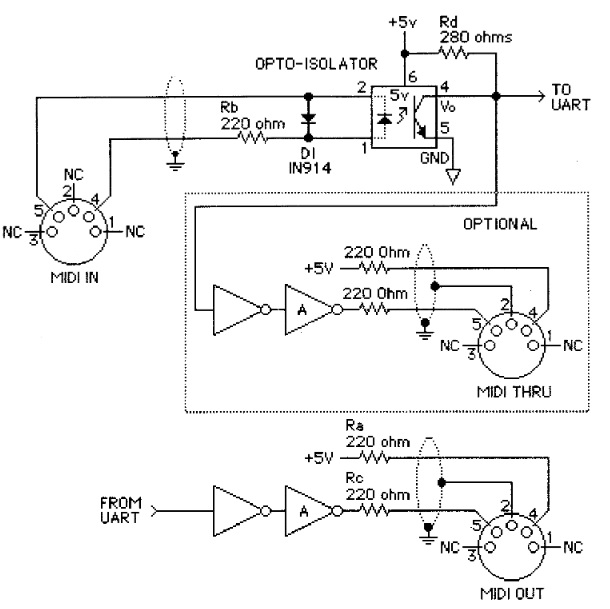 +5v
Rd
280 ohms
OPTO-ISOLATOR
6
2
5v
4
TO
UART
Vo
Rb
220 ohm
5
1
D1
IN914
GND
NC
2
5
4
NC
3
1
NC
MIDI IN
OPTIONAL
220 Ohm
+5V
220 Ohm
A
2
5
4
NC
3
1
NC
MIDI THRU
Ra
220 ohm
+5V
Rc
220 ohm
FROM
UART
A
2
5
4
NC
3
1
NC
MIDI OUT